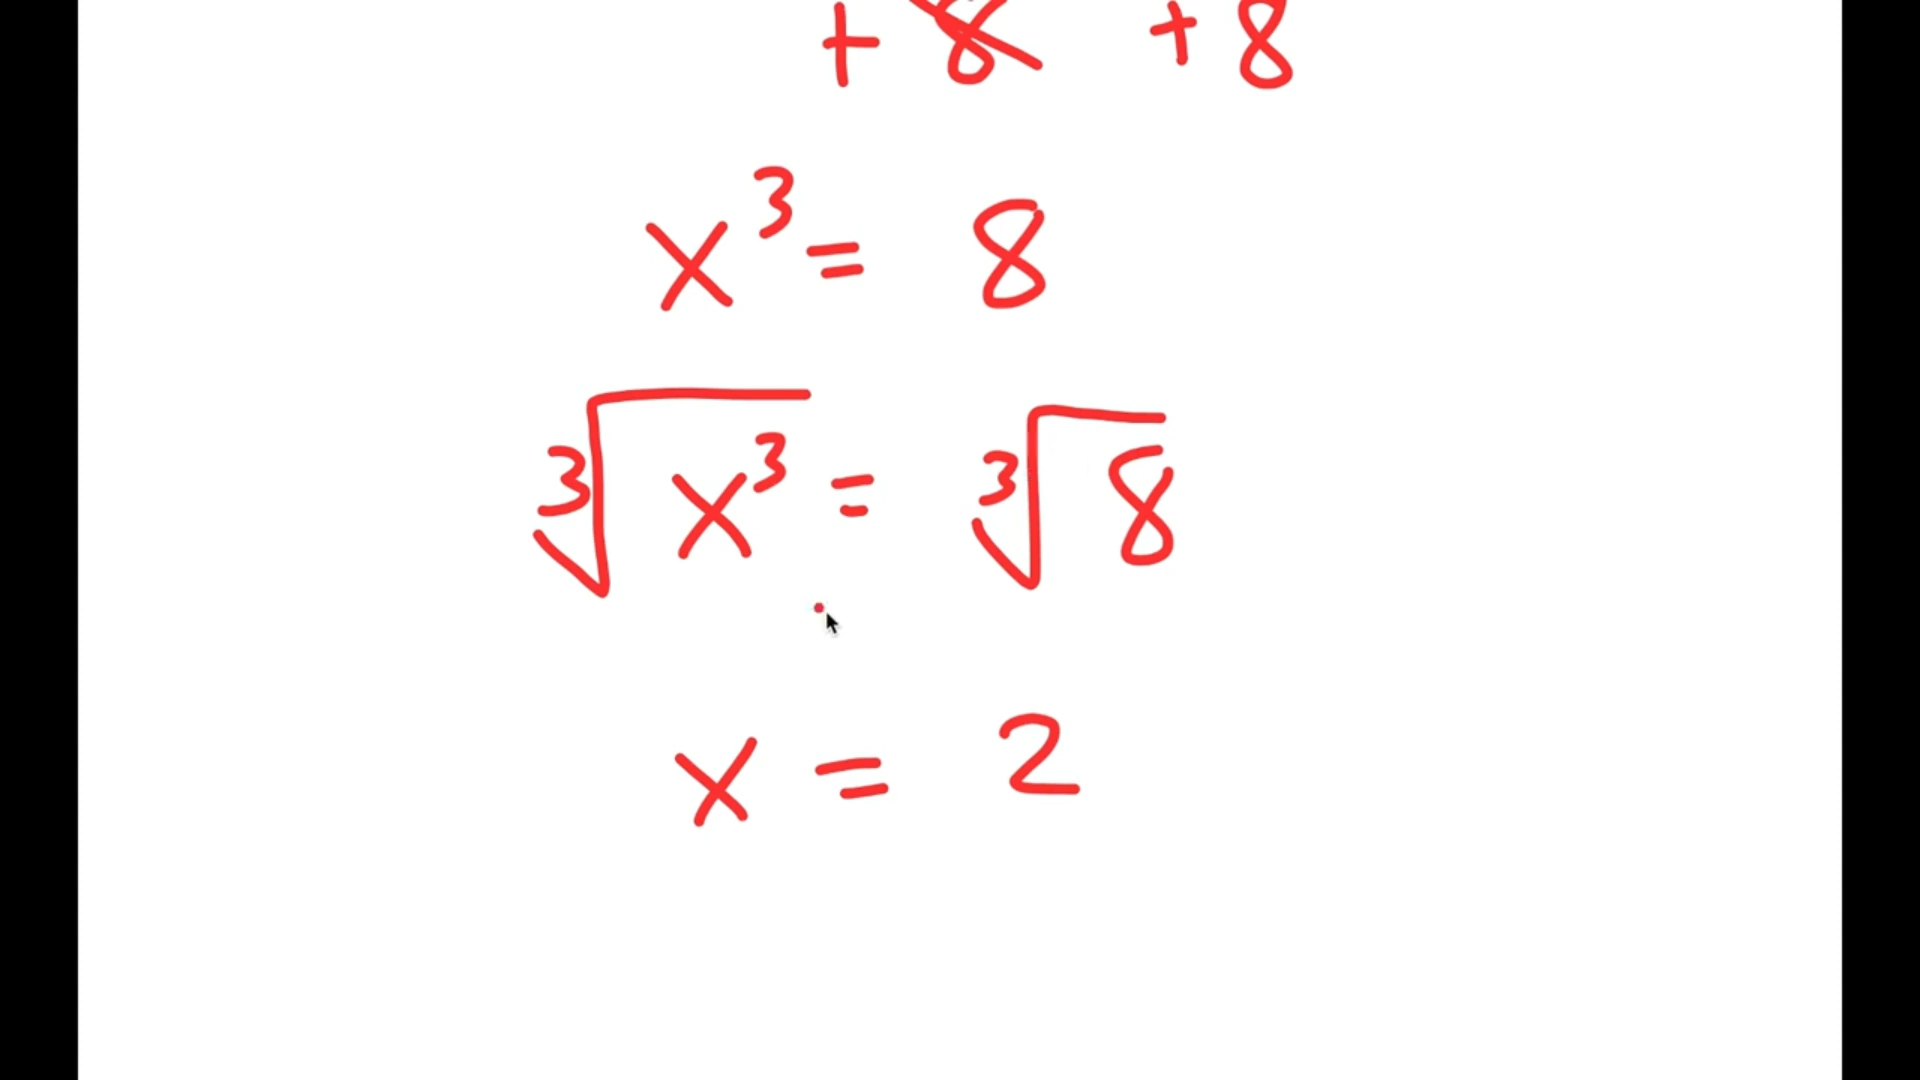 + 8 + 8
x³ = 8
∛x³ = ∛8
x = 2